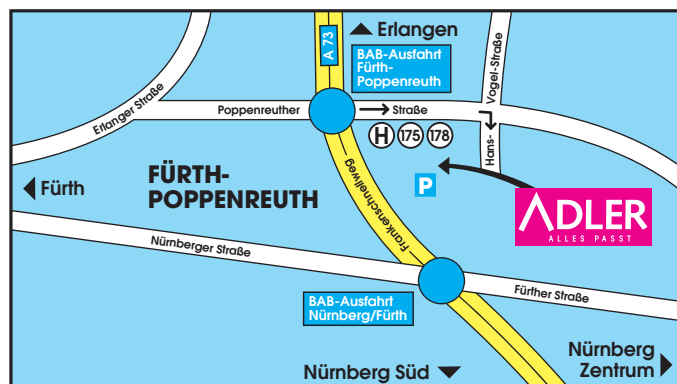 A 73
Erlangen
BAB-Ausfahrt
Fürth-
Poppenreuth
Erlanger Straße
Poppenreuther
Straße
Hans-
Vogel-Straße
H
175
178
Fürth
FÜRTH-
POPPENREUTH
P
Frankenschnellweg
ADLER
ALLES PASST
Nürnberger Straße
Fürther Straße
BAB-Ausfahrt
Nürnberg/Fürth
Nürnberg Süd
Nürnberg
Zentrum